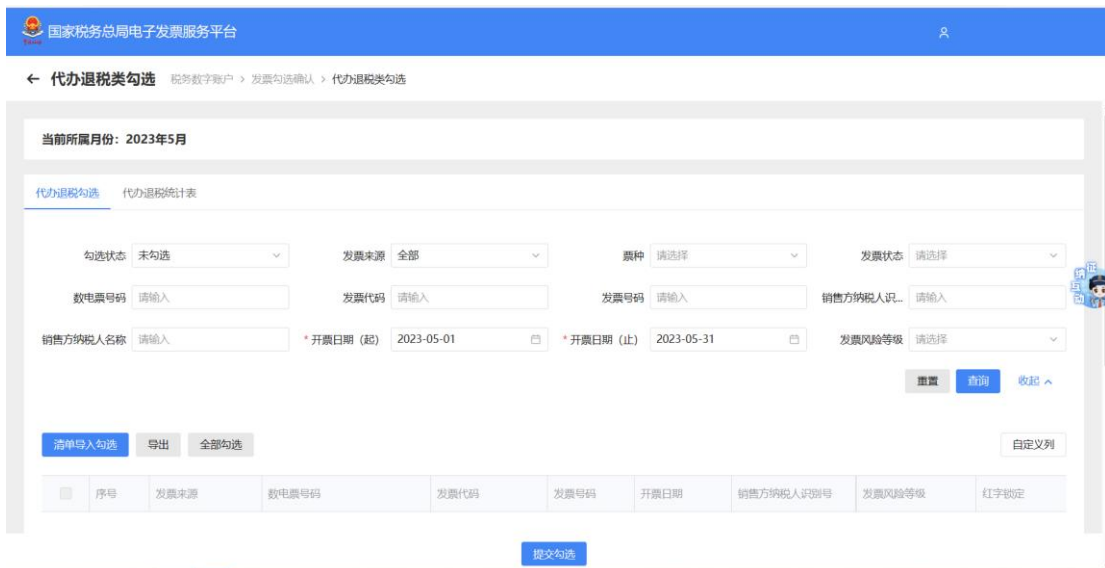 国家税务总局电子发票服务平台
← 代办退税类勾选 税务数字账户 > 发票勾选确认 > 代办退税类勾选
当前所属月份：2023年5月
代办退税勾选 代办退税统计表
勾选状态 未勾选 发票来源 全部 票种 请选择 发票状态 请选择
数电票号码 请输入 发票代码 请输入 发票号码 请输入 销售方纳税人识... 请输入
销售方纳税人名称 请输入 * 开票日期（起） 2023-05-01 * 开票日期（止） 2023-05-31 发票风险等级 请选择
重置 查询 收起
清单导入勾选 导出 全部勾选 自定义列
序号 发票来源 数电票号码 发票代码 发票号码 开票日期 销售方纳税人识别号 发票风险等级 红字锁定
提交勾选
征纳互动